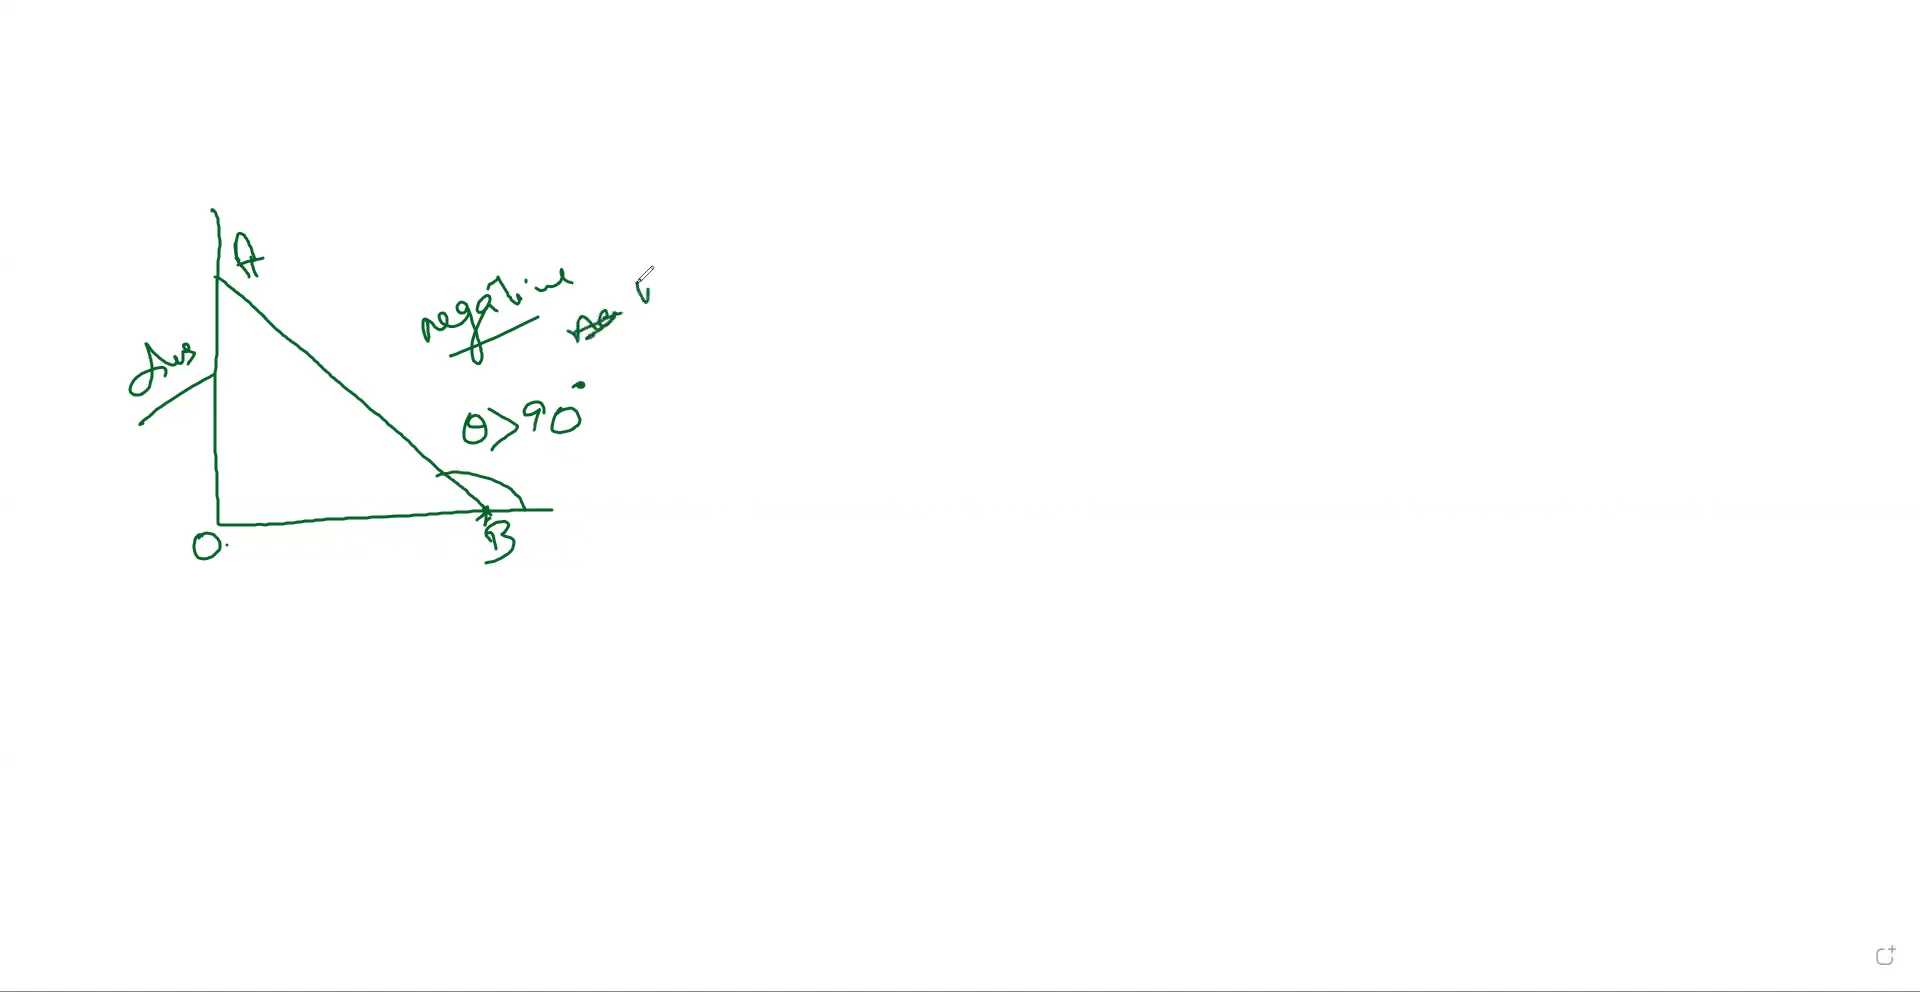 A
negative
Ans
θ>90°
B
O.